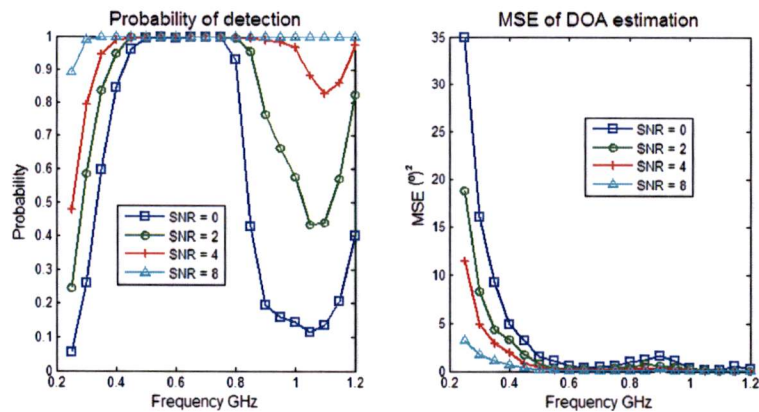 Probability of detection
1
0.9
0.8
0.7
0.6
0.5
0.4
0.3
0.2
0.1
0
Probability
SNR = 0
SNR = 2
SNR = 4
SNR = 8
0.2 0.4 0.6 0.8 1 1.2
Frequency GHz
MSE of DOA estimation
35
30
25
20
15
10
5
0
MSE (º)²
SNR = 0
SNR = 2
SNR = 4
SNR = 8
0.2 0.4 0.6 0.8 1 1.2
Frequency GHz